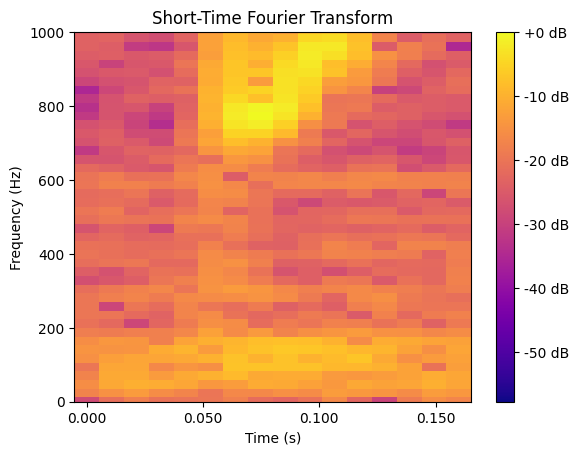 Short-Time Fourier Transform
Frequency (Hz)
1000
800
600
400
200
0
0.000
0.050
0.100
0.150
Time (s)
+0 dB
-10 dB
-20 dB
-30 dB
-40 dB
-50 dB